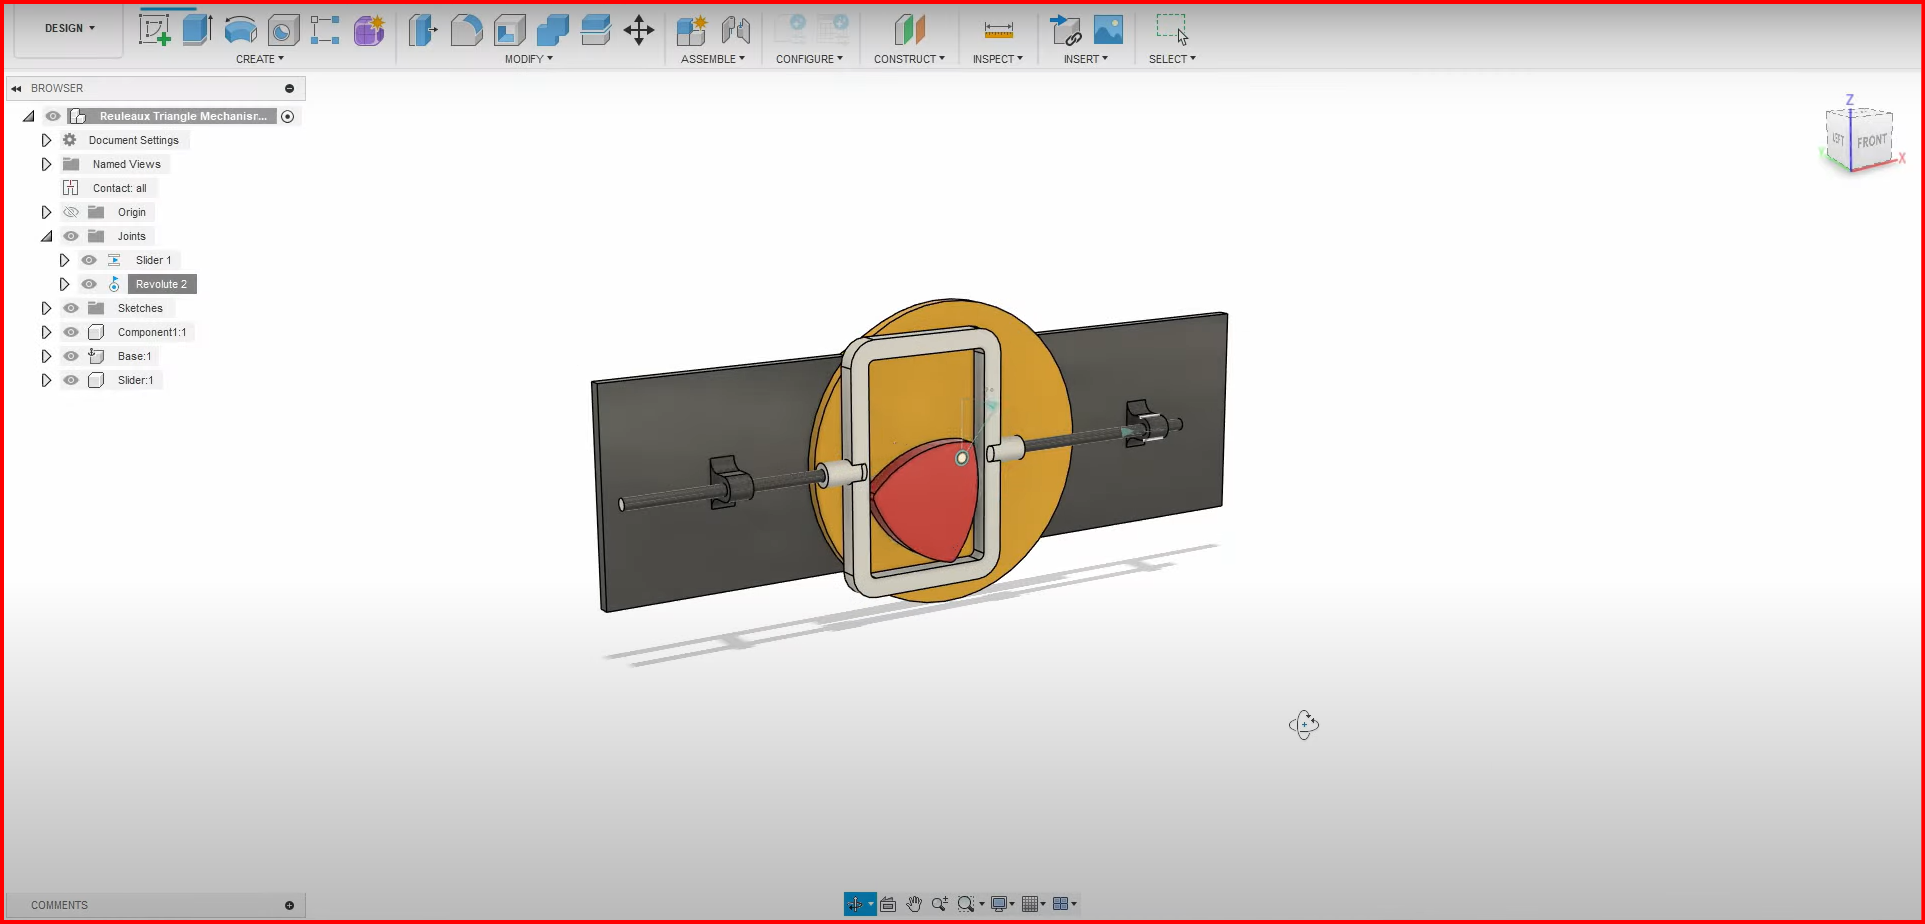 DESIGN
CREATE
MODIFY
ASSEMBLE
CONFIGURE
CONSTRUCT
INSPECT
INSERT
SELECT
BROWSER
Reuleaux Triangle Mechanisr...
Document Settings
Named Views
Contact: all
Origin
Joints
Slider 1
Revolute 2
Sketches
Component1:1
Base:1
Slider:1
Z
LEFT
FRONT
Y
X
COMMENTS